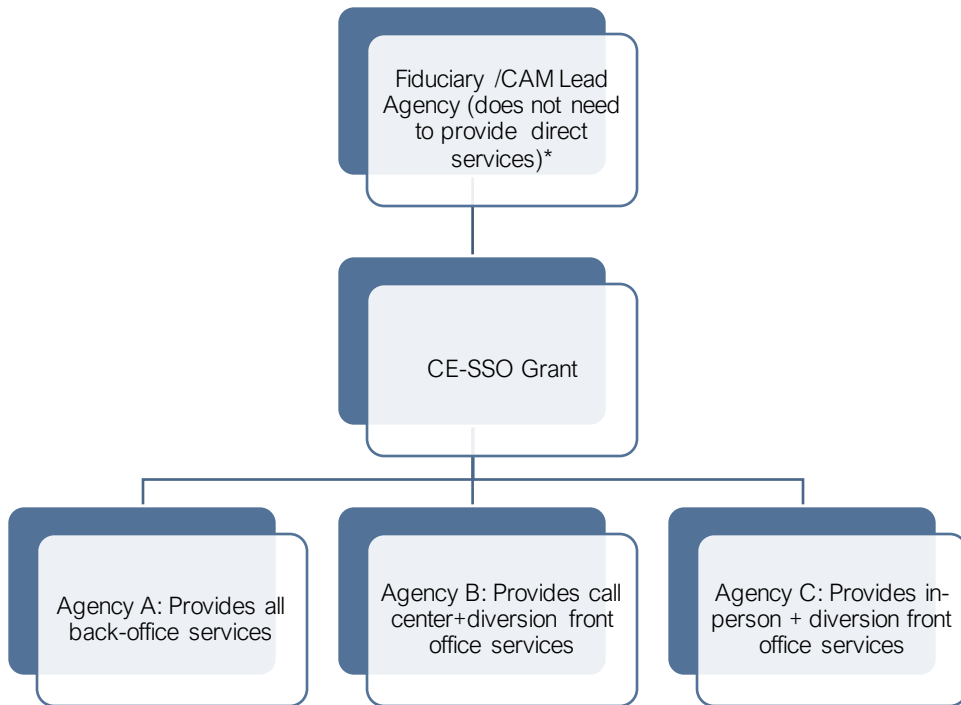 Fiduciary /CAM Lead
Agency (does not need
to provide direct
services)*
CE-SSO Grant
Agency A: Provides all
back-office services
Agency B: Provides call
center+diversion front
office services
Agency C: Provides in-
person + diversion front
office services